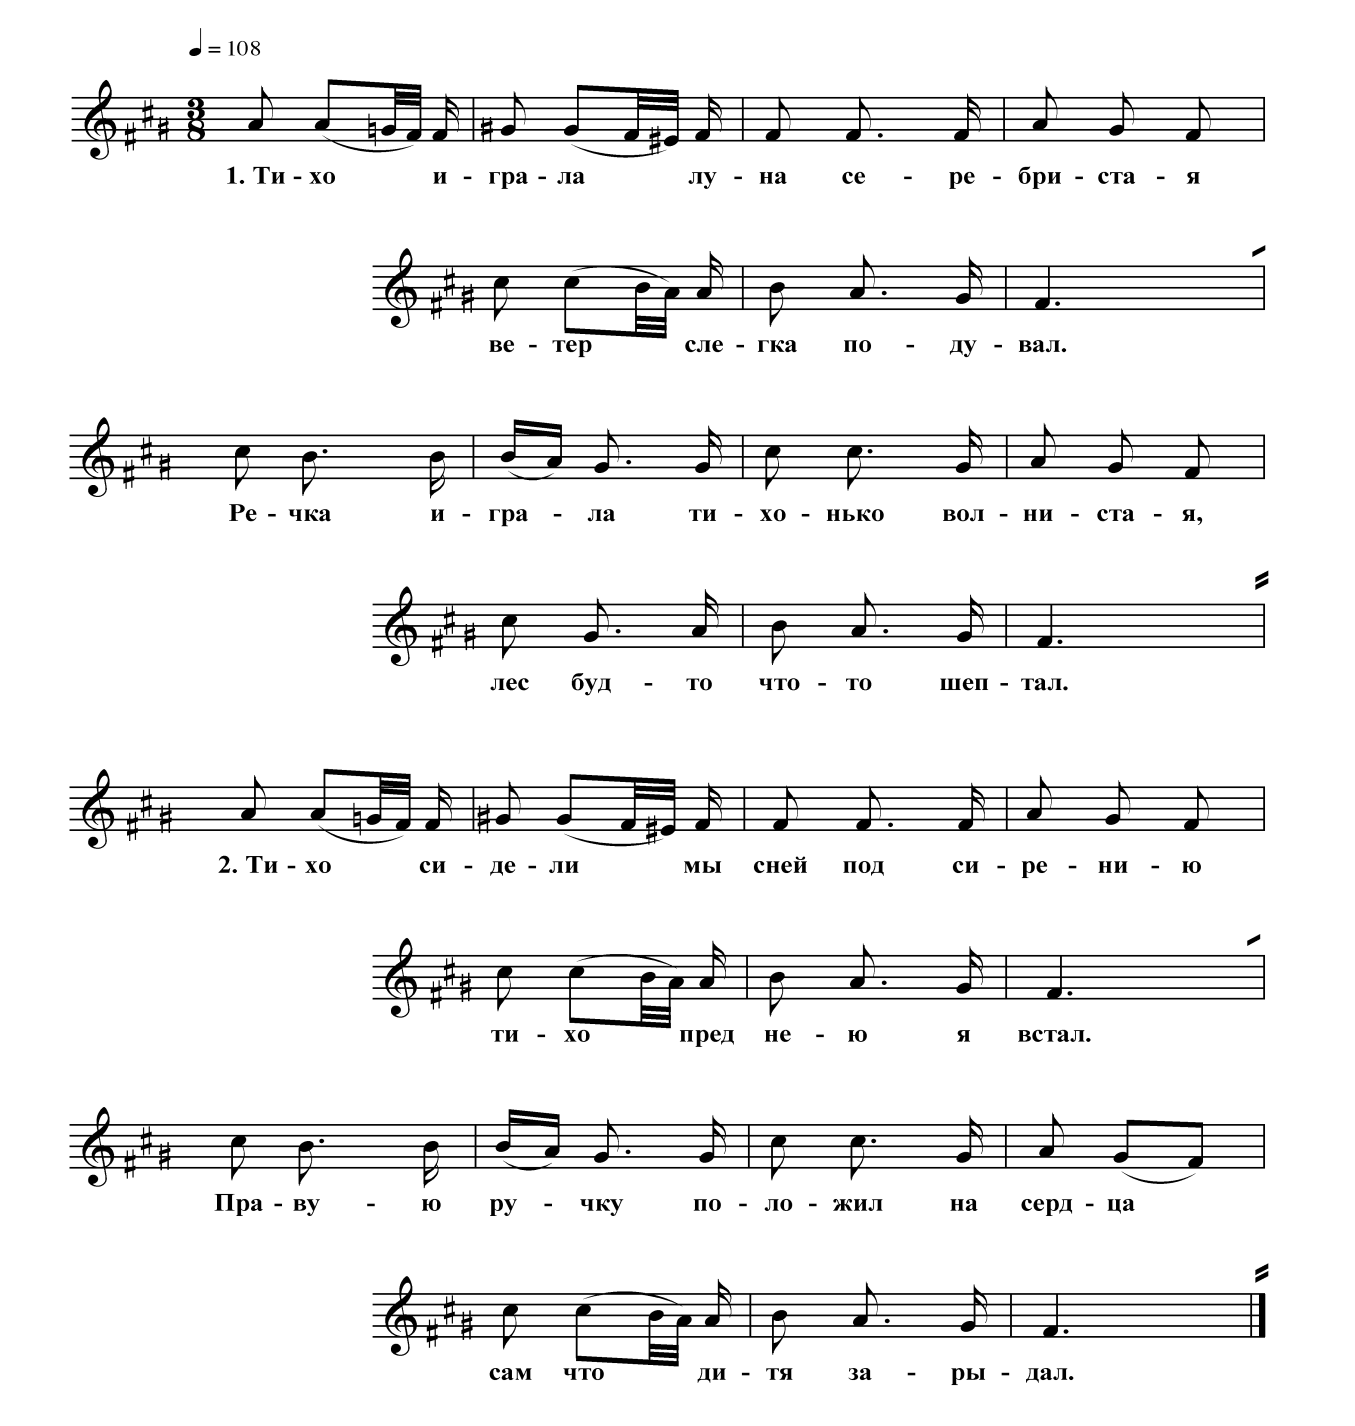 = 108
3
8
1. Ти - хо и - гра - ла лу - на се - ре - бри - ста - я
ве - тер сле - гка по - ду - вал.
Ре - чка и - гра - ла ти - хо - нько вол - ни - ста - я,
лес буд - то что - то шеп - тал.
2. Ти - хо си - де - ли мы сней под си - ре - ни - ю
ти - хо пред не - ю я встал.
Пра - ву - ю ру - чку по - ло - жил на серд - ца
сам что ди - тя за - ры - дал.